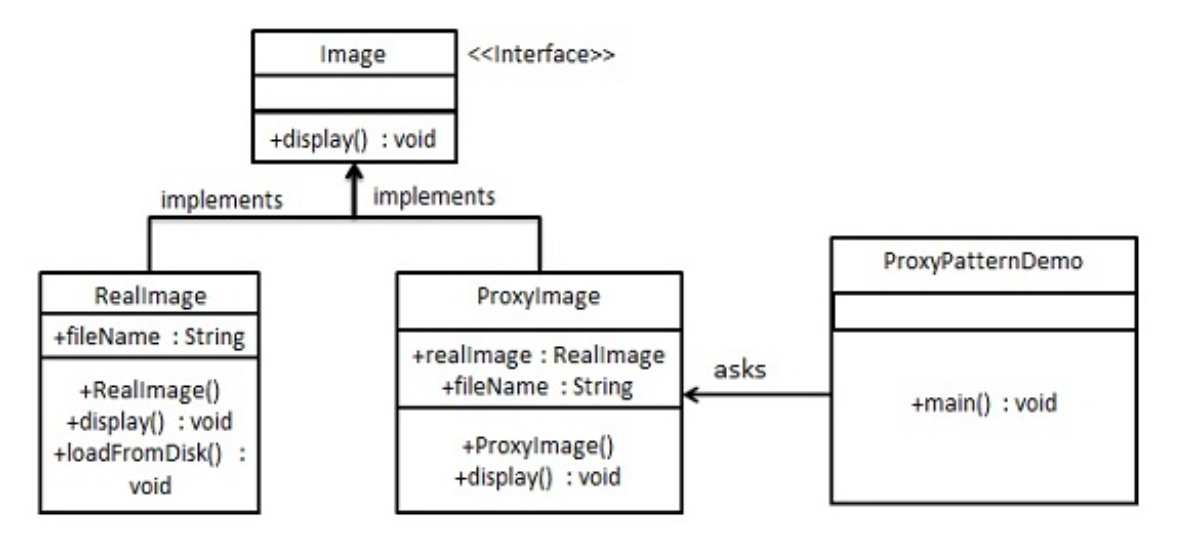 Image
<<Interface>>
+display() : void
implements
implements
RealImage
+fileName : String
+RealImage()
+display() : void
+loadFromDisk() :
void
ProxyImage
+realImage : RealImage
+fileName : String
+ProxyImage()
+display() : void
asks
ProxyPatternDemo
+main() : void